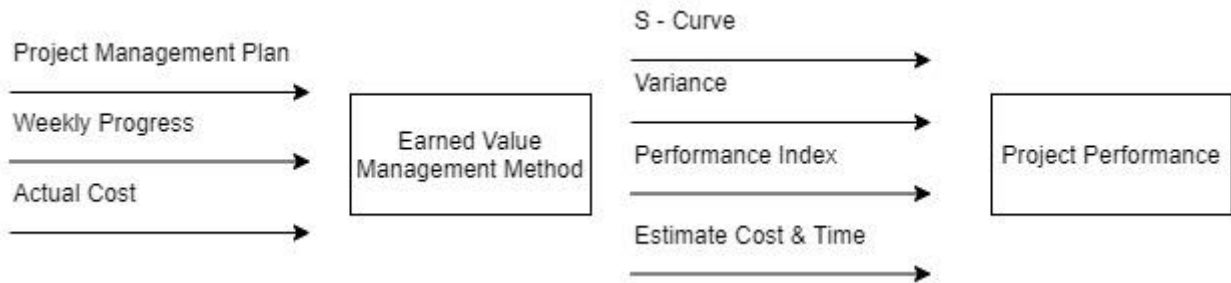 Project Management Plan
Weekly Progress
Actual Cost
Earned Value
Management Method
S - Curve
Variance
Performance Index
Estimate Cost & Time
Project Performance